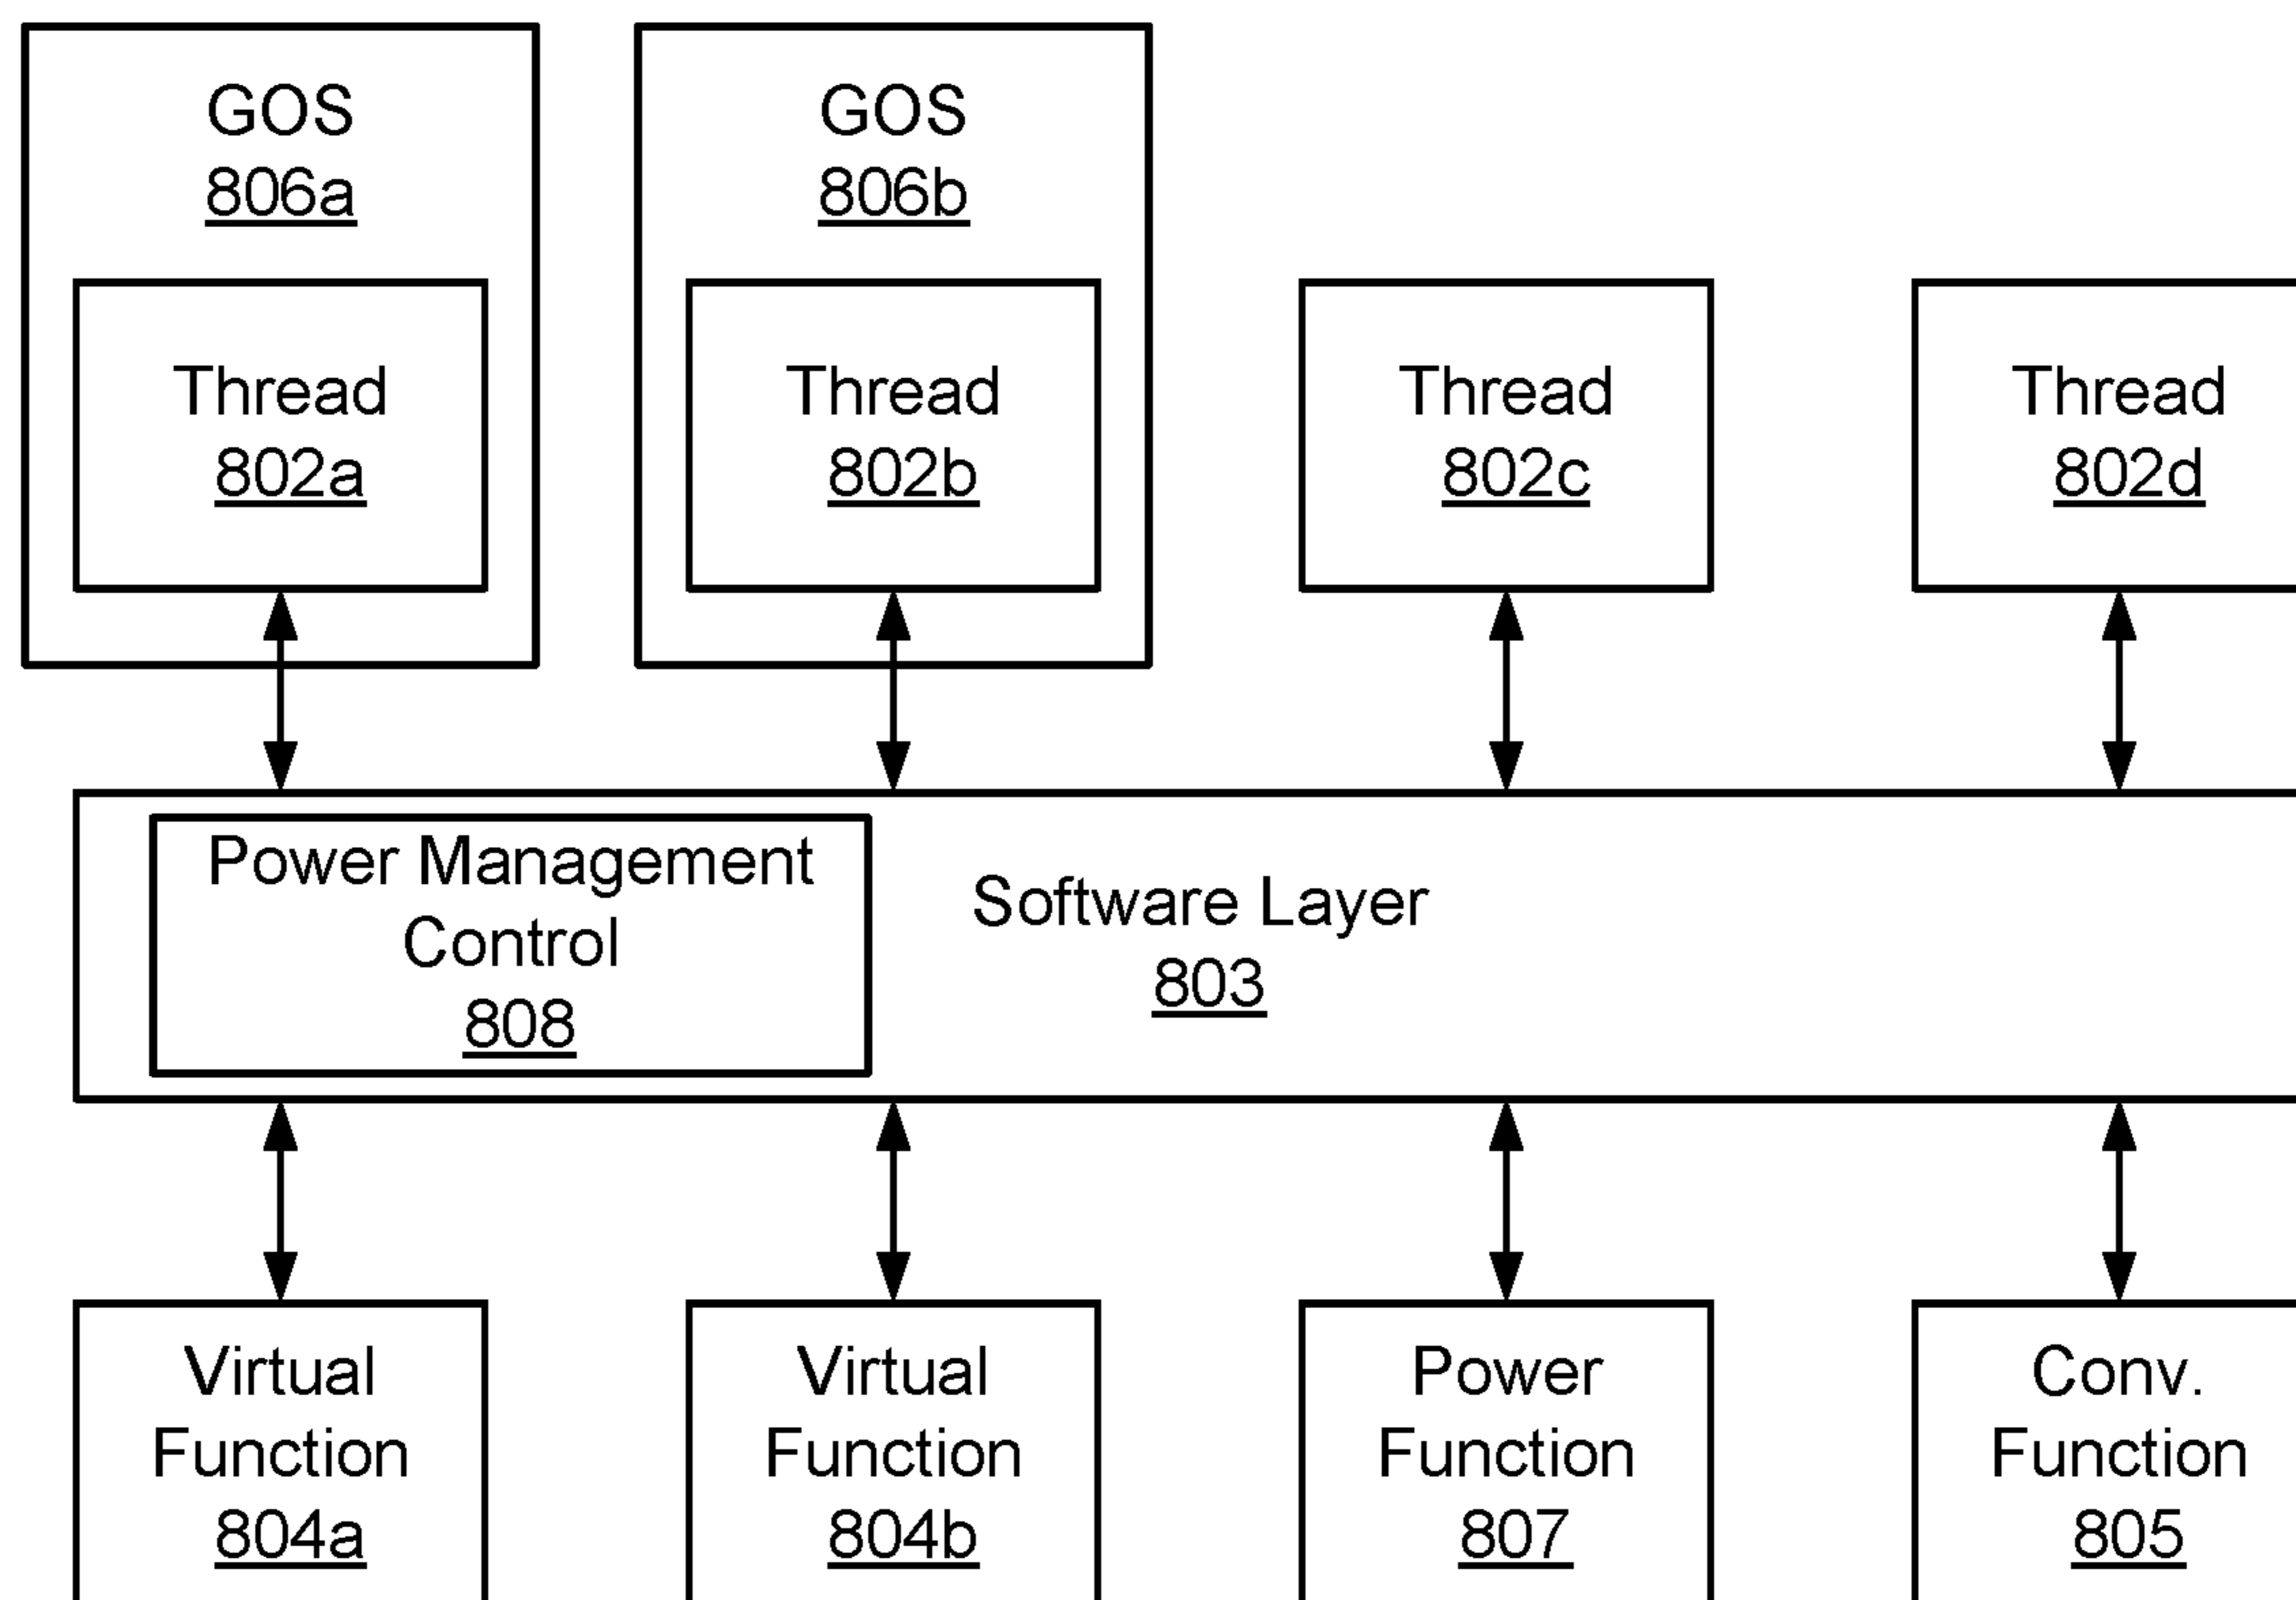 GOS
806a
GOS
806b
Thread
802a
Thread
802b
Thread
802c
Thread
802d
Power Management
Control
808
Software Layer
803
Virtual
Function
804a
Virtual
Function
804b
Power
Function
807
Conv.
Function
805